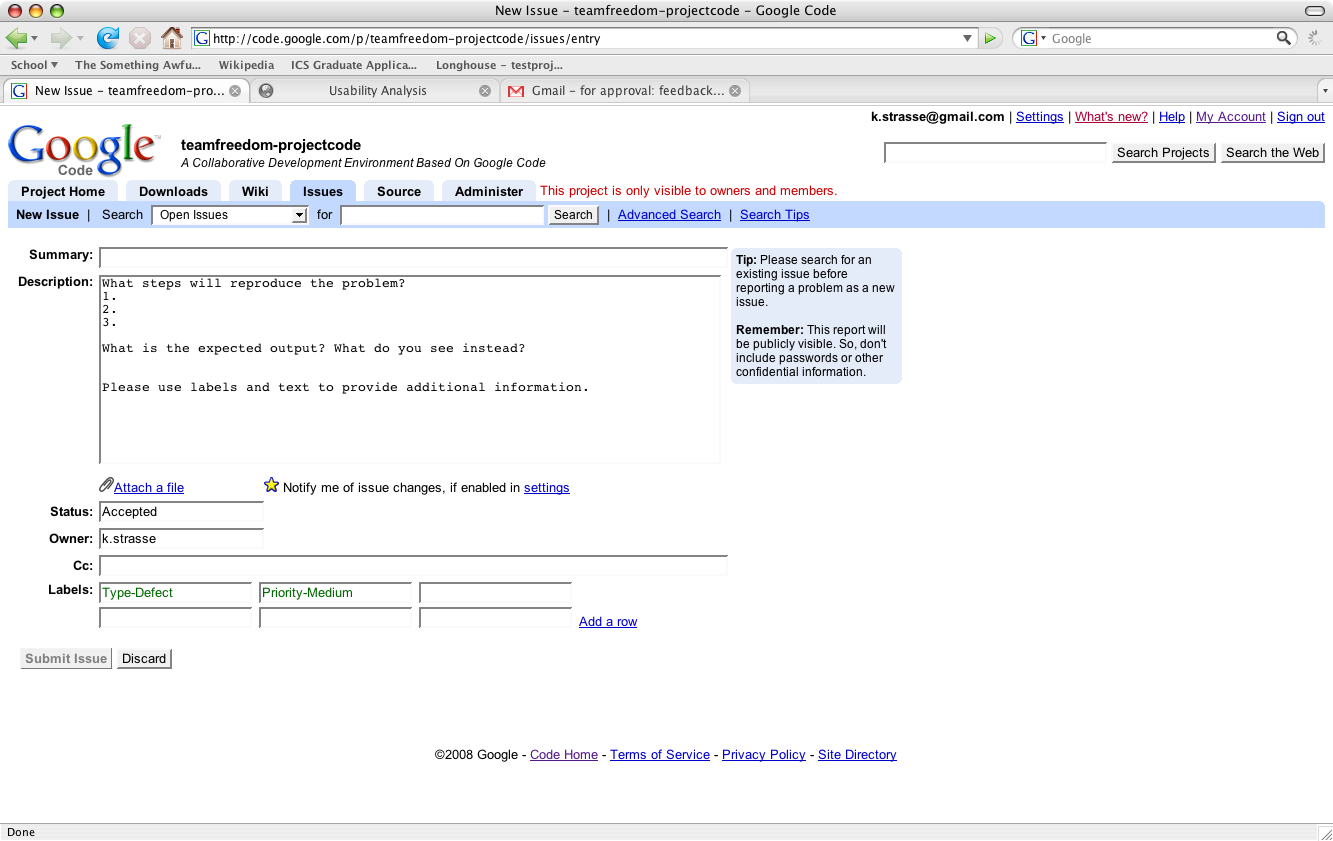 New Issue – teamfreedom-projectcode – Google Code
http://code.google.com/p/teamfreedom-projectcode/issues/entry
Google
School The Something Awfu... Wikipedia ICS Graduate Applica... Longhouse – testproj...
New Issue – teamfreedom-pro... Usability Analysis Gmail – for approval: feedback...
k.strasse@gmail.com | Settings | What's new? | Help | My Account | Sign out
Google™
Code
teamfreedom-projectcode
A Collaborative Development Environment Based On Google Code
Search Projects Search the Web
Project Home Downloads Wiki Issues Source Administer This project is only visible to owners and members.
New Issue | Search Open Issues for Search | Advanced Search | Search Tips
Summary:
Description:
What steps will reproduce the problem?
1.
2.
3.
What is the expected output? What do you see instead?
Please use labels and text to provide additional information.
Tip: Please search for an
existing issue before
reporting a problem as a new
issue.
Remember: This report will
be publicly visible. So, don't
include passwords or other
confidential information.
Attach a file Notify me of issue changes, if enabled in settings
Status: Accepted
Owner: k.strasse
Cc:
Labels: Type-Defect Priority-Medium
Add a row
Submit Issue Discard
©2008 Google - Code Home - Terms of Service - Privacy Policy - Site Directory
Done